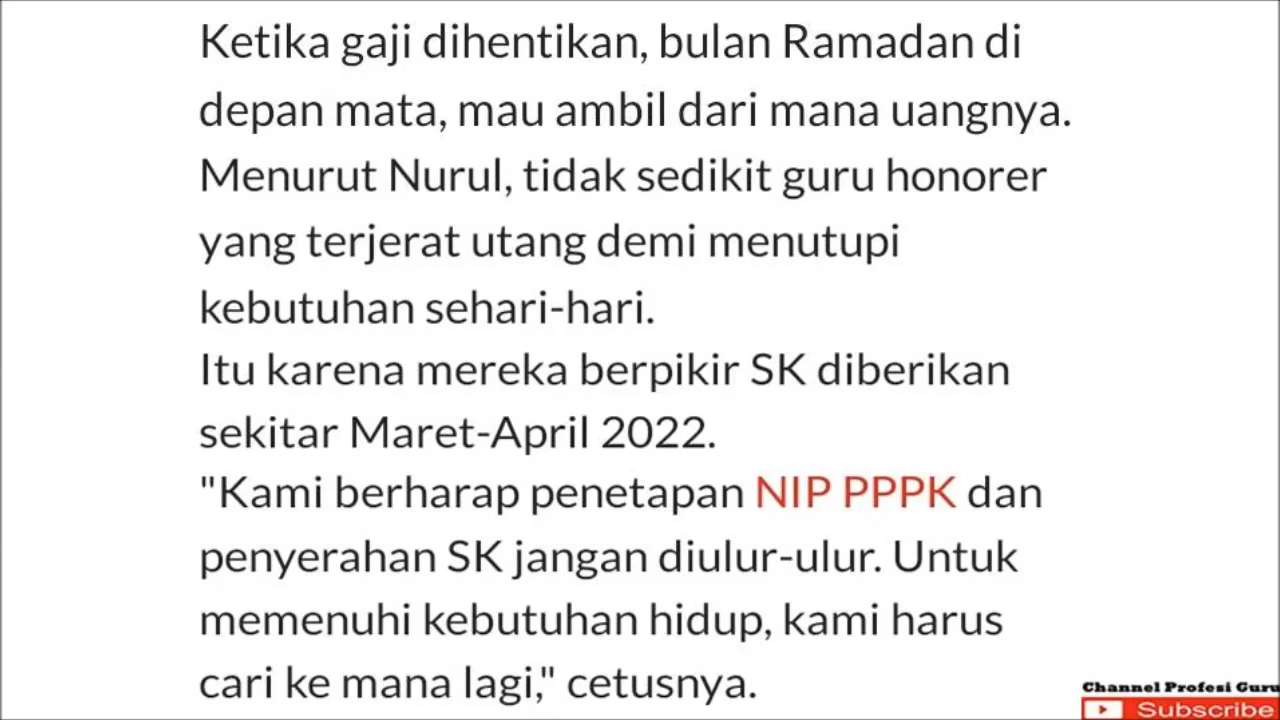 Ketika gaji dihentikan, bulan Ramadan di
depan mata, mau ambil dari mana uangnya.
Menurut Nurul, tidak sedikit guru honorer
yang terjerat utang demi menutupi
kebutuhan sehari-hari.
Itu karena mereka berpikir SK diberikan
sekitar Maret-April 2022.
"Kami berharap penetapan NIP PPPK dan
penyerahan SK jangan diulur-ulur. Untuk
memenuhi kebutuhan hidup, kami harus
cari ke mana lagi," cetusnya.
Channel Profesi Guru
Subscribe